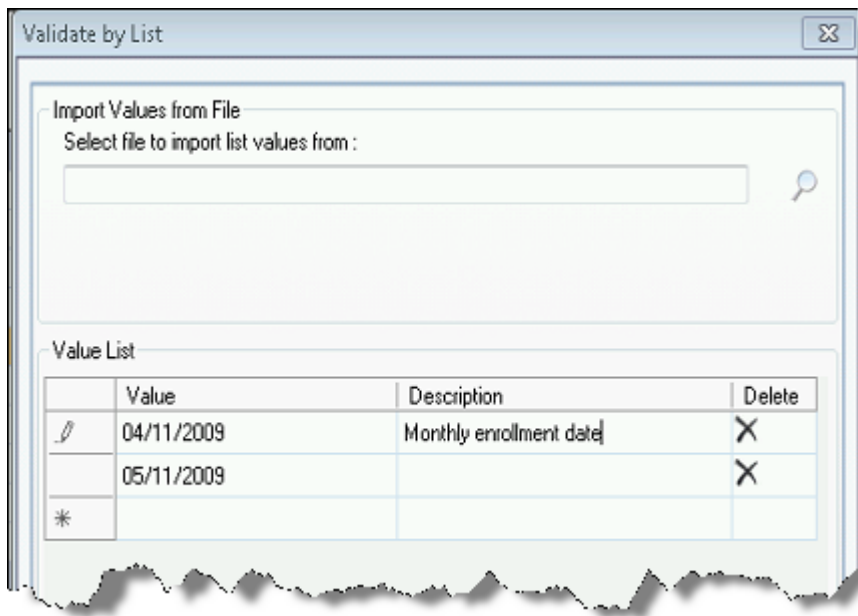 Validate by List
Import Values from File
Select file to import list values from :
Value List
Value Description Delete
04/11/2009 Monthly enrollment date
05/11/2009